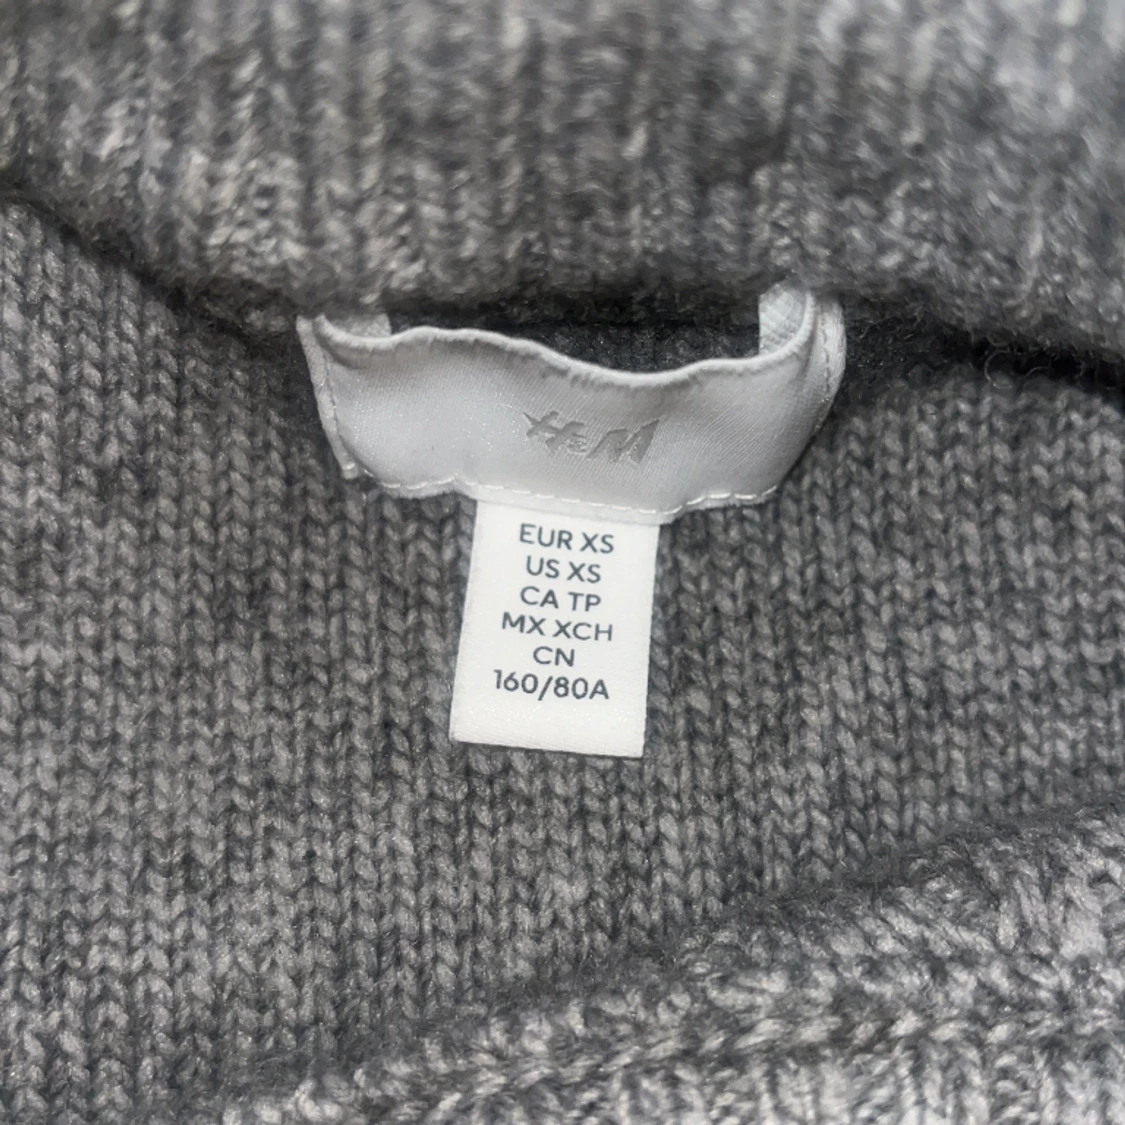 H&M
EUR XS
US XS
CA TP
MX XCH
CN
160/80A